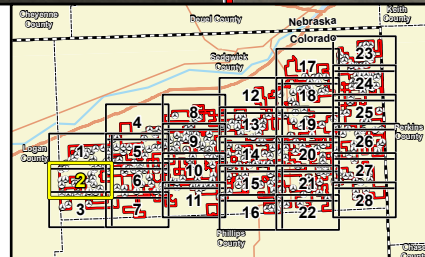 Cheyenne
County
Deuel County
Keith
County
Nebraska
Colorado
Sedgwick
County
23
17
24
12
18
8
25
4
13
19
Perkins
County
Logan
County
9
26
1
5
14
20
10
27
2
6
15
21
11
28
3
7
16
22
Phillips
County
Chase